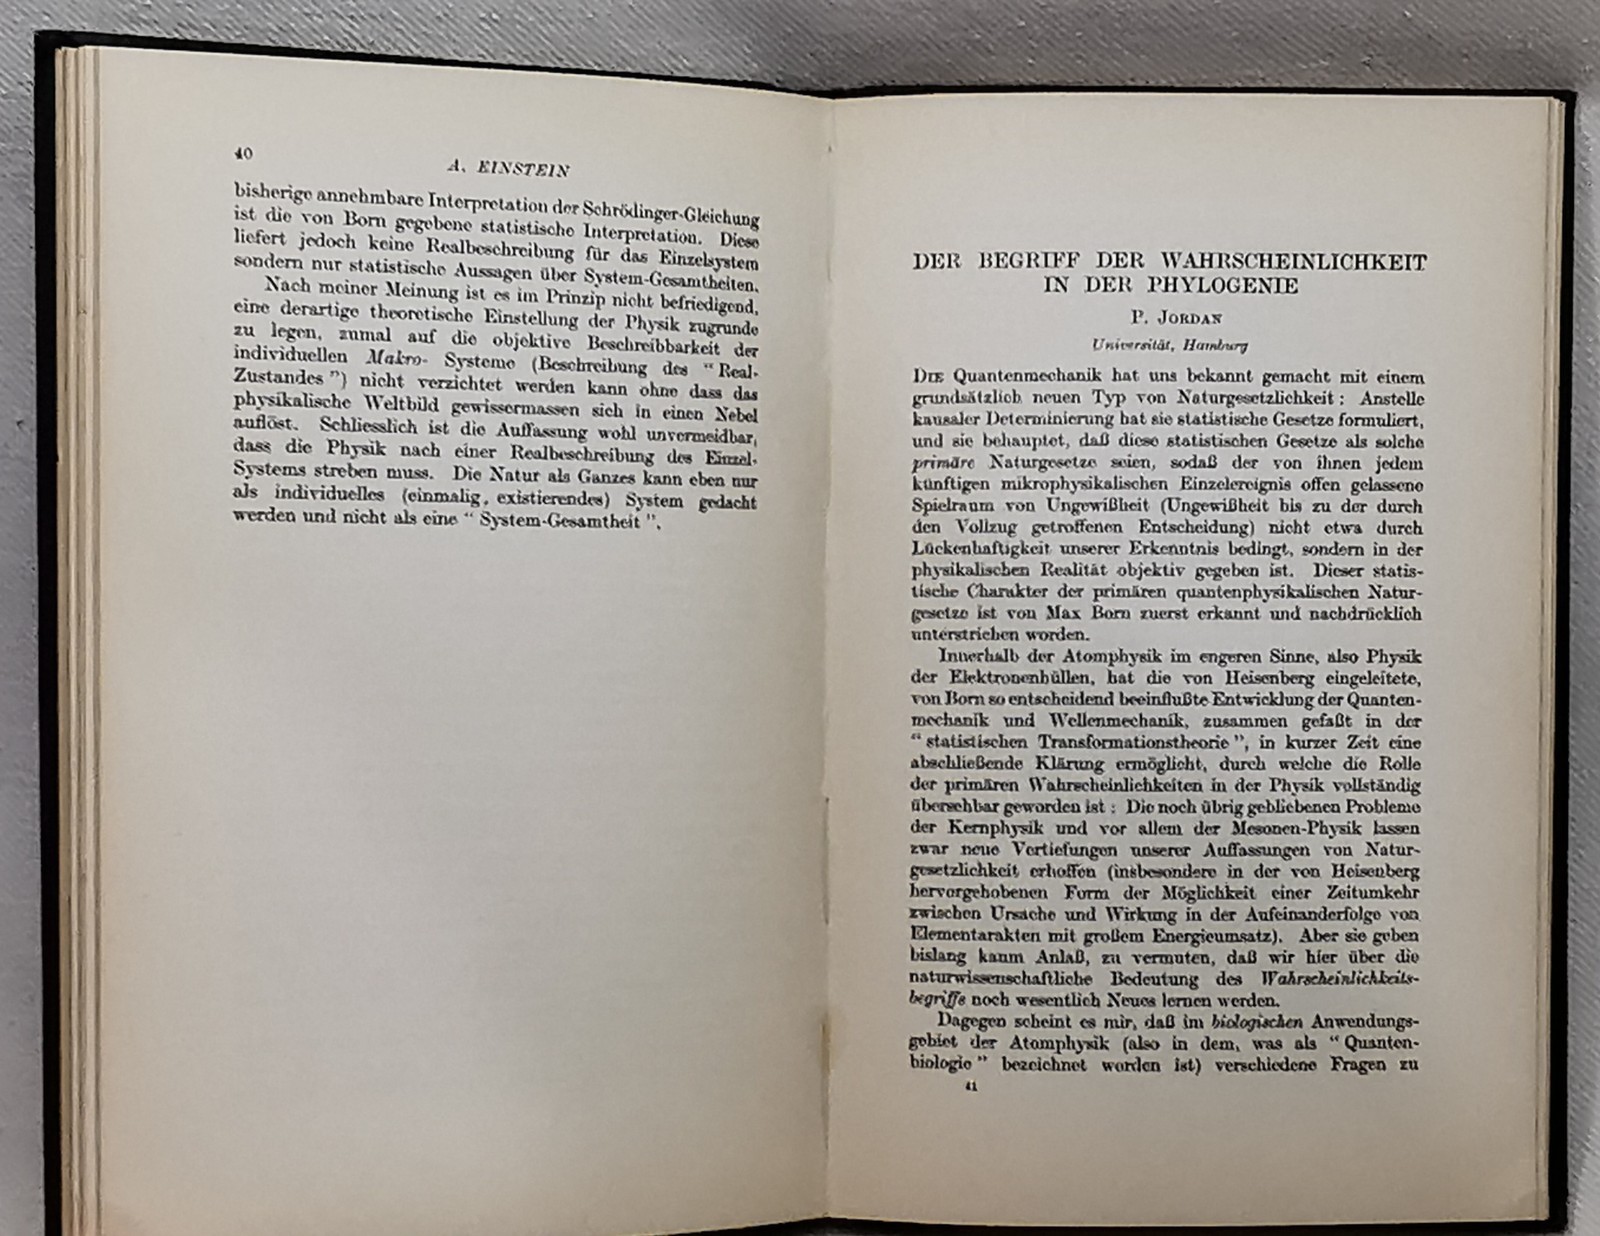 40
A. EINSTEIN
bisherige annehmbare Interpretation der Schrödinger-Gleichung
ist die von Born gegebene statistische Interpretation. Diese
liefert jedoch keine Realbeschreibung für das Einzelsystem
sondern nur statistische Aussagen über System-Gesamtheiten.
Nach meiner Meinung ist es im Prinzip nicht befriedigend,
eine derartige theoretische Einstellung der Physik zugrunde
zu legen, zumal auf die objektive Beschreibbarkeit der
individuellen Makro- Systeme (Beschreibung des “Real-
Zustandes”) nicht verzichtet werden kann ohne dass das
physikalische Weltbild gewissermassen sich in einen Nebel
auflöst. Schliesslich ist die Auffassung wohl unvermeidbar,
dass die Physik nach einer Realbeschreibung des Einzel-
Systems streben muss. Die Natur als Ganzes kann eben nur
als individuelles (einmalig, existierendes) System gedacht
werden und nicht als eine “System-Gesamtheit”.
DER BEGRIFF DER WAHRSCHEINLICHKEIT
IN DER PHYLOGENIE
P. JORDAN
Universität, Hamburg
DIE Quantenmechanik hat uns bekannt gemacht mit einem
grundsätzlich neuen Typ von Naturgesetzlichkeit: Anstelle
kausaler Determinierung hat sie statistische Gesetze formuliert,
und sie behauptet, daß diese statistischen Gesetze als solche
primäre Naturgesetze seien, sodaß der von ihnen jedem
künftigen mikrophysikalischen Einzelereignis offen gelassene
Spielraum von Ungewißheit (Ungewißheit bis zu der durch
den Vollzug getroffenen Entscheidung) nicht etwa durch
Lückenhaftigkeit unserer Erkenntnis bedingt, sondern in der
physikalischen Realität objektiv gegeben ist. Dieser statis-
tische Charakter der primären quantenphysikalischen Natur-
gesetze ist von Max Born zuerst erkannt und nachdrücklich
unterstrichen worden.
Innerhalb der Atomphysik im engeren Sinne, also Physik
der Elektronenhüllen, hat die von Heisenberg eingeleitete,
von Born so entscheidend beeinflußte Entwicklung der Quanten-
mechanik und Wellenmechanik, zusammen gefaßt in der
“statistischen Transformationstheorie”, in kurzer Zeit eine
abschließende Klärung ermöglicht, durch welche die Rolle
der primären Wahrscheinlichkeiten in der Physik vollständig
übersehbar geworden ist: Die noch übrig gebliebenen Probleme
der Kernphysik und vor allem der Mesonen-Physik lassen
zwar neue Vertiefungen unserer Auffassungen von Natur-
gesetzlichkeit erhoffen (insbesondere in der von Heisenberg
hervorgehobenen Form der Möglichkeit einer Zeitumkehr
zwischen Ursache und Wirkung in der Aufeinanderfolge von
Elementarakten mit großem Energieumsatz). Aber sie geben
bislang kaum Anlaß, zu vermuten, daß wir hier über die
naturwissenschaftliche Bedeutung des Wahrscheinlichkeits-
begriffs noch wesentlich Neues lernen werden.
Dagegen scheint es mir, daß im biologischen Anwendungs-
gebiet der Atomphysik (also in dem, was als “Quanten-
biologie” bezeichnet worden ist) verschiedene Fragen zu
41